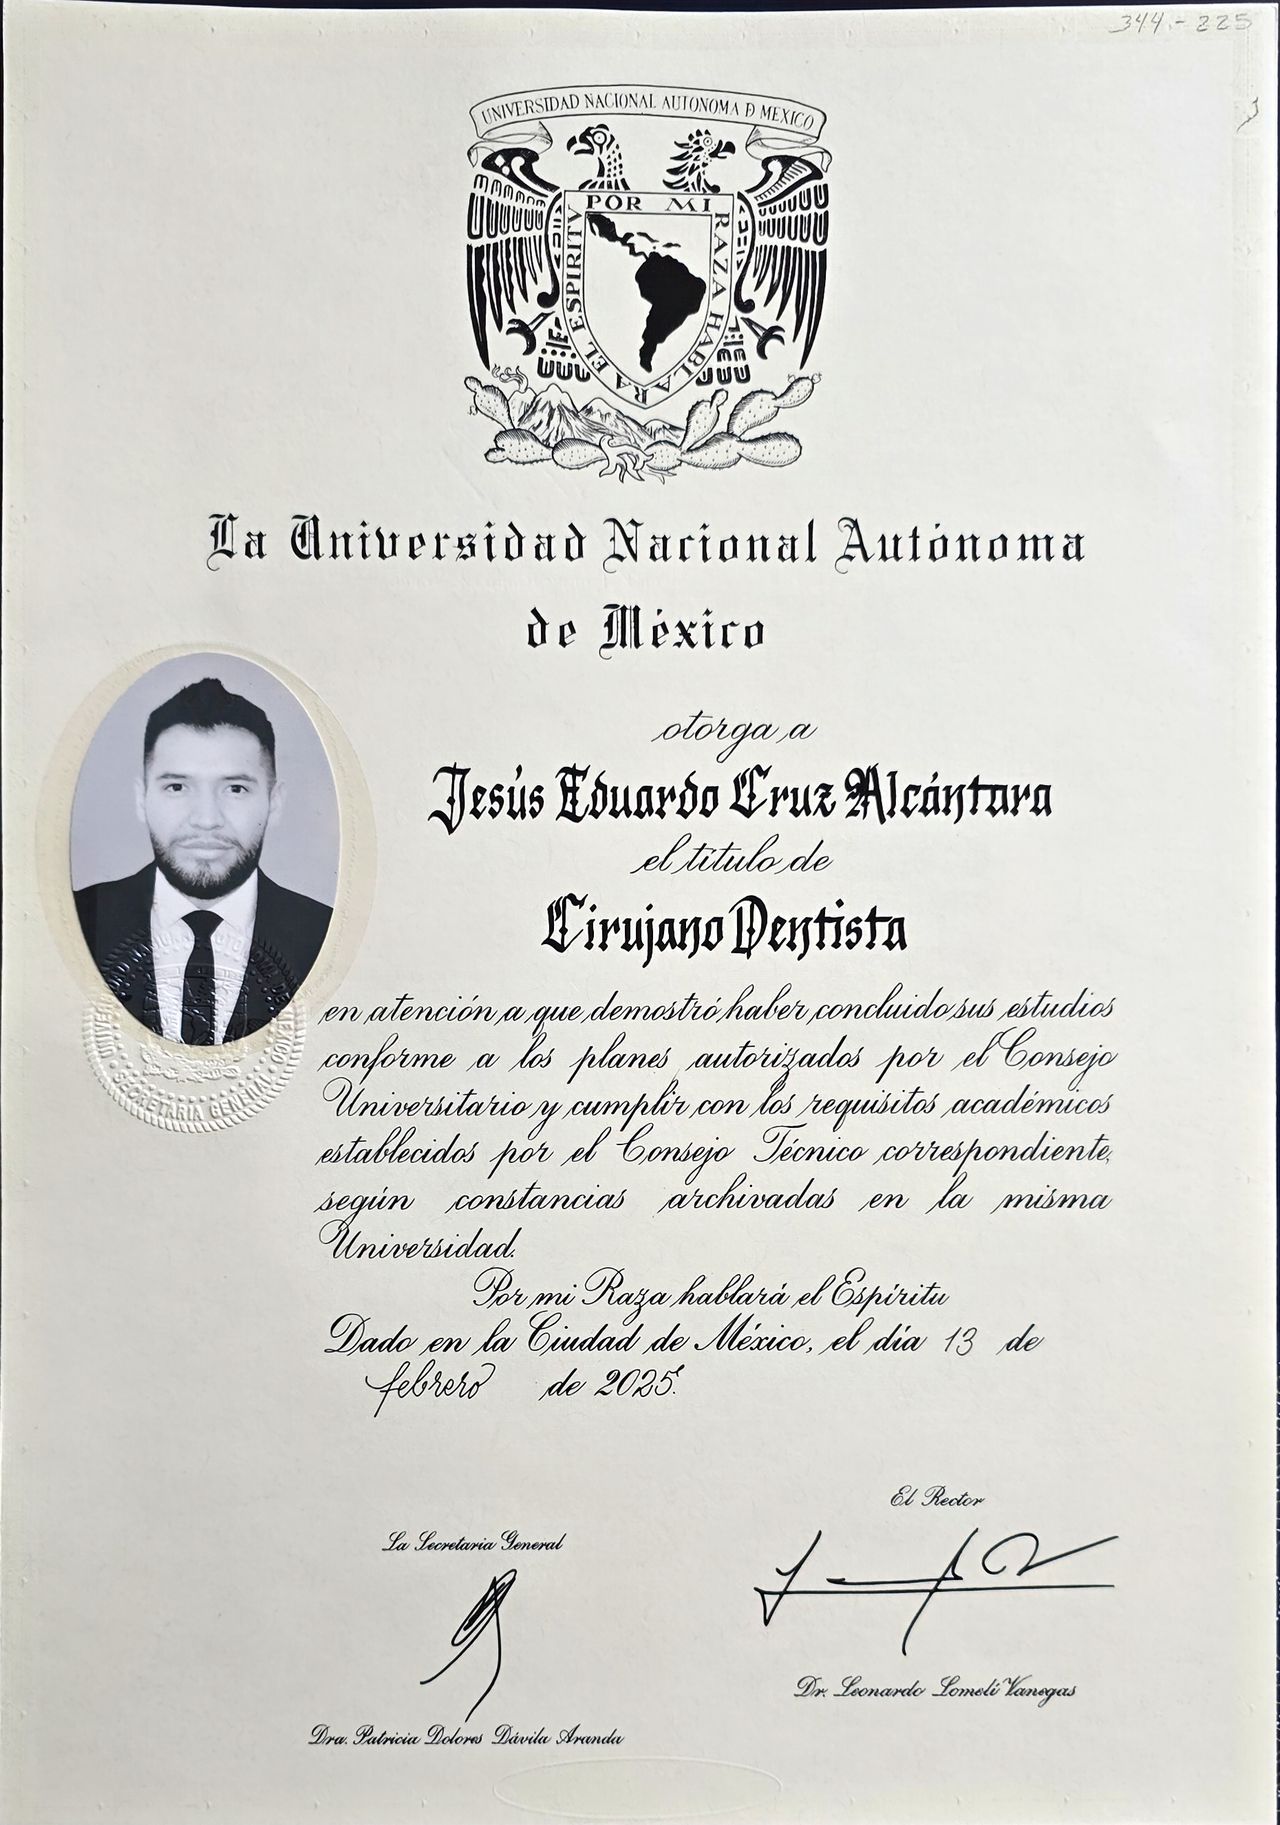 344.-225
UNIVERSIDAD NACIONAL AUTONOMA D MEXICO
POR MI RAZA HABLARA EL ESPIRITV
La Universidad Nacional Autónoma
de México
otorga a
Jesús Eduardo Cruz Alcántara
el título de
Cirujano Dentista
en atención a que demostró haber concluido sus estudios
conforme a los planes autorizados por el Consejo
Universitario y cumplir con los requisitos académicos
establecidos por el Consejo Técnico correspondiente,
según constancias archivadas en la misma
Universidad.
Por mi Raza hablará el Espíritu
Dado en la Ciudad de México, el día 13 de
febrero de 2025.
SECRETARIA GENERAL
El Rector
La Secretaria General
Dr. Leonardo Lomelí Vanegas
Dra. Patricia Dolores Dávila Aranda